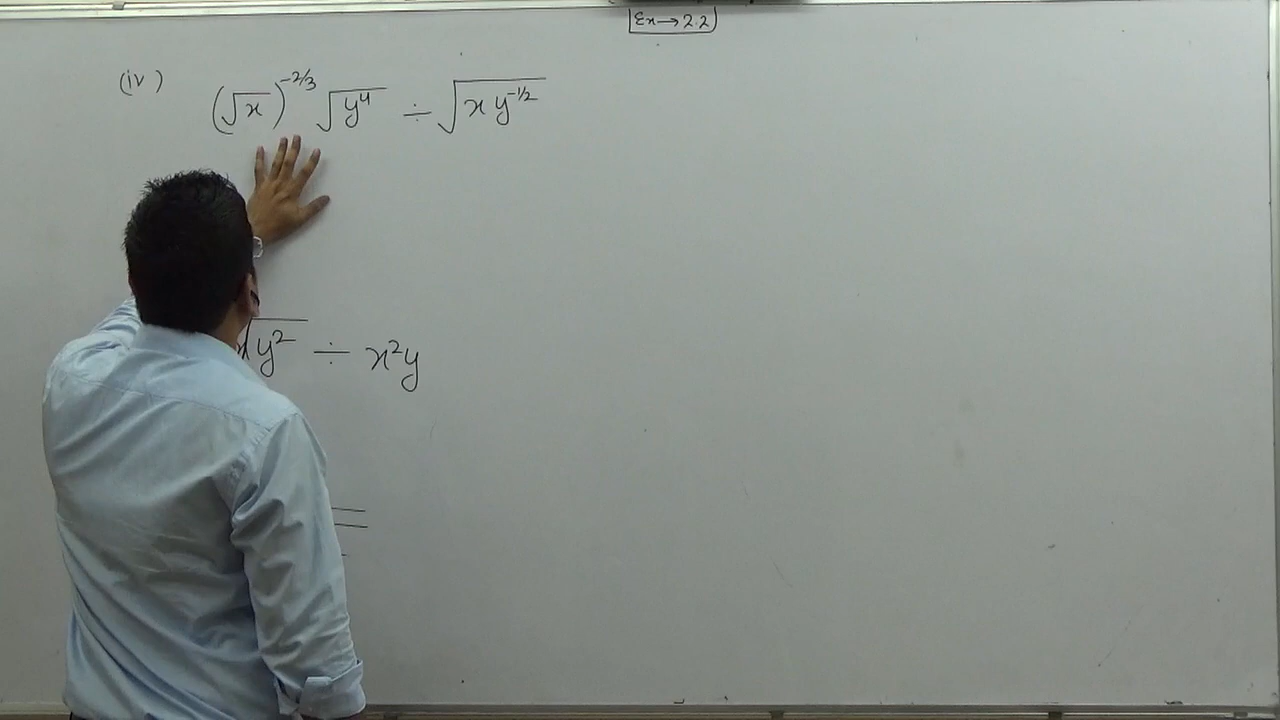 Ex→2.2
(iv) (√x)^{-2/3} √(y⁴) ÷ √(x y^{-1/2})
y² ÷ x²y